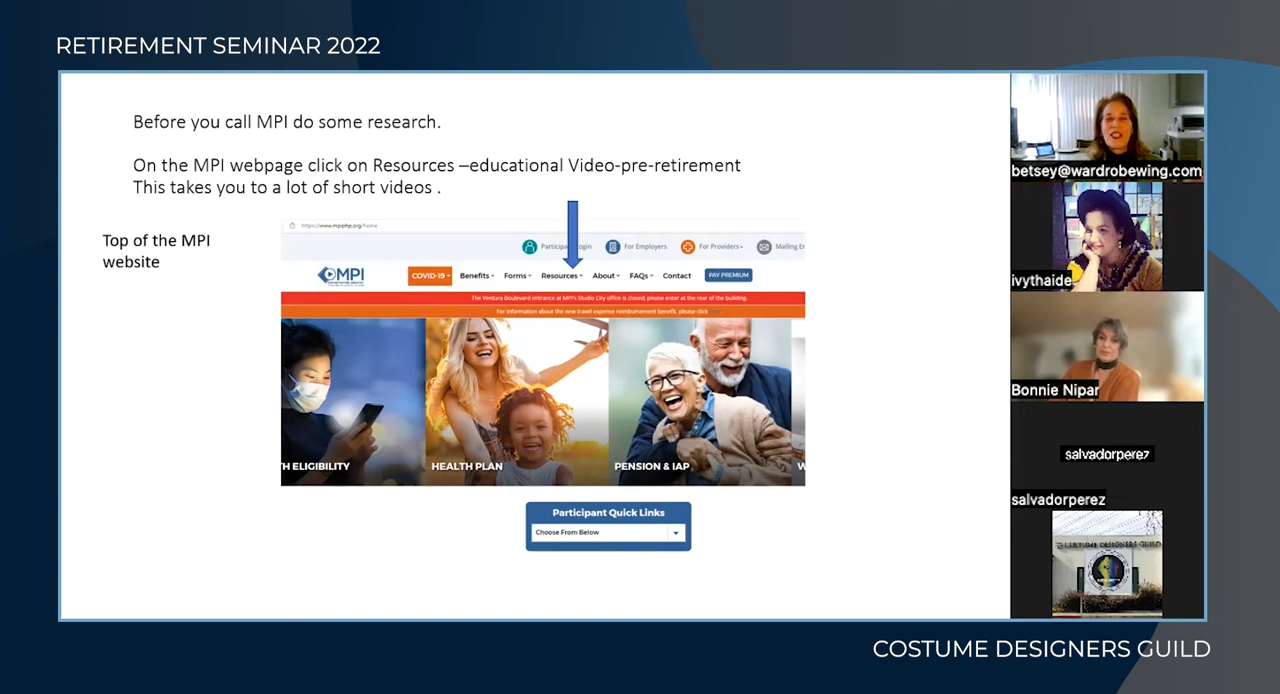 RETIREMENT SEMINAR 2022
Before you call MPI do some research.
On the MPI webpage click on Resources –educational Video-pre-retirement
This takes you to a lot of short videos .
Top of the MPI
website
https://www.mpiphp.org/home
Participant Login For Employers For Providers Mailing
MPI
COVID-19 Benefits Forms Resources About FAQs Contact PAY PREMIUM
The Ventura Boulevard entrance at MPI's Studio City office is closed; please enter at the rear of the building.
For information about the new travel expense reimbursement benefit, please click
ELIGIBILITY HEALTH PLAN PENSION & IAP
Participant Quick Links
Choose From Below
betsey@wardrobewing.com
ivythaide
Bonnie Nipar
salvadorperez
salvadorperez
COSTUME DESIGNERS GUILD
COSTUME DESIGNERS GUILD